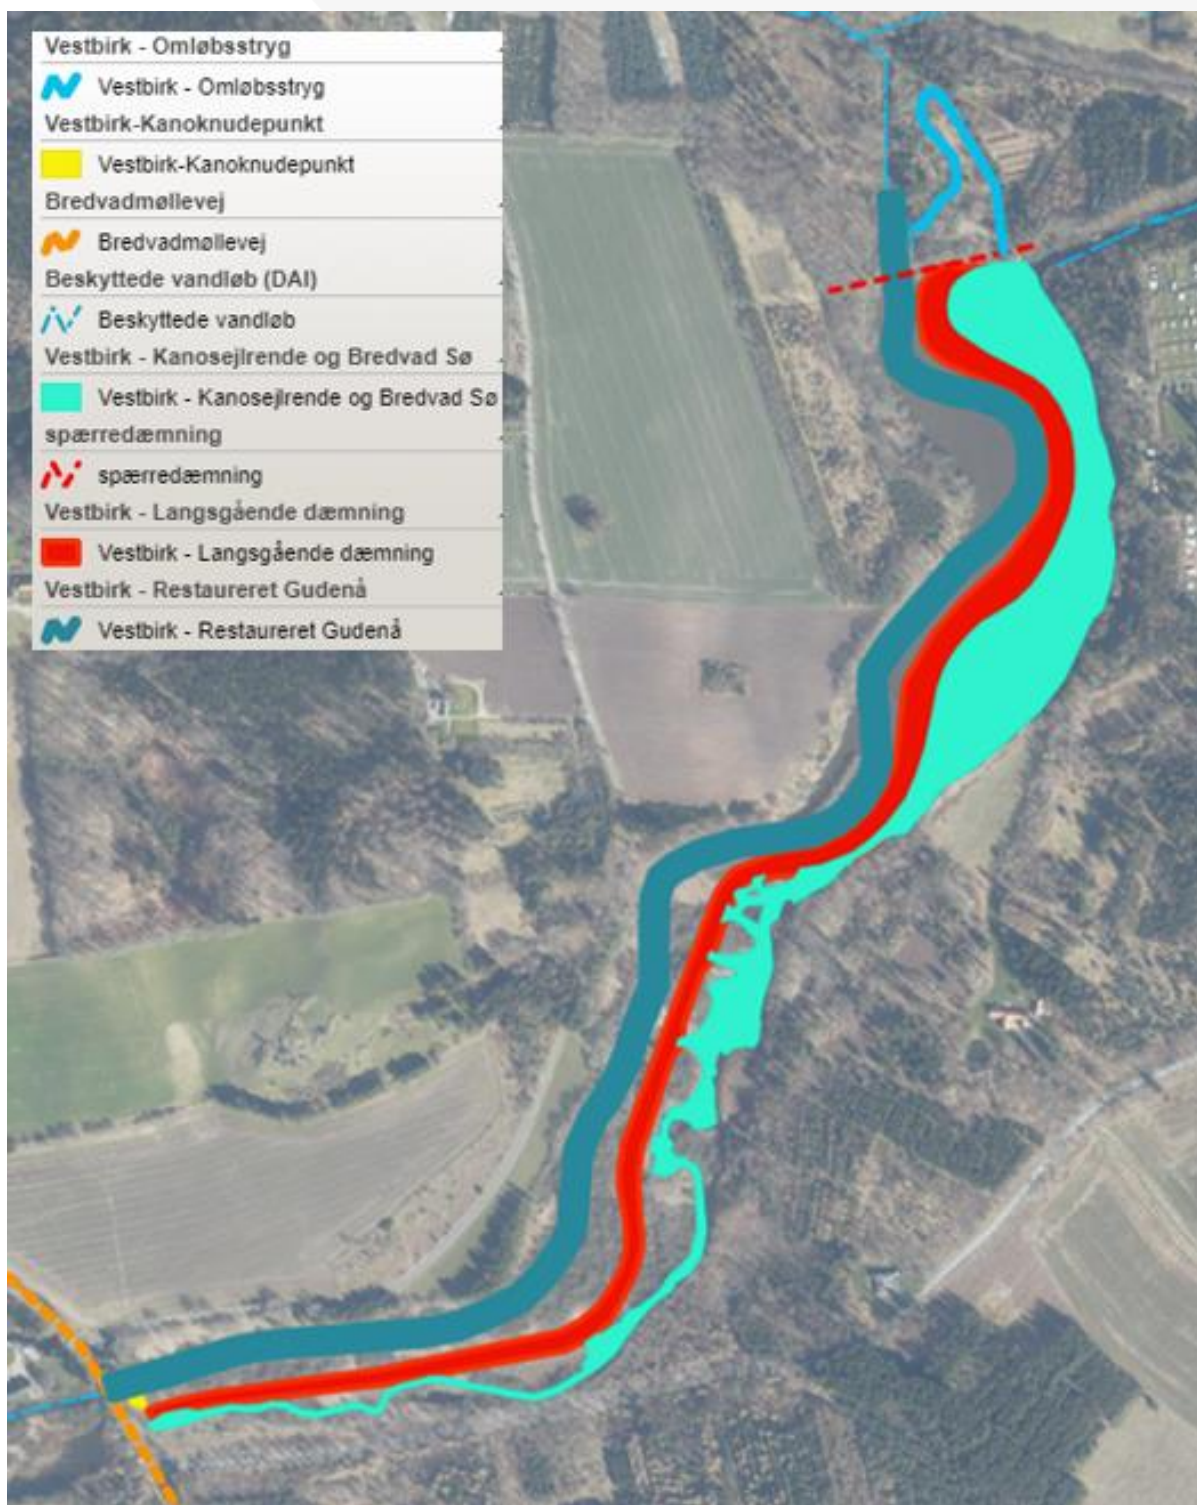 Vestbirk - Omløbsstryg
Vestbirk - Omløbsstryg
Vestbirk-Kanoknudepunkt
Vestbirk-Kanoknudepunkt
Bredvadmøllevej
Bredvadmøllevej
Beskyttede vandløb (DAI)
Beskyttede vandløb
Vestbirk - Kanosejlrende og Bredvad Sø
Vestbirk - Kanosejlrende og Bredvad Sø
spærredæmning
spærredæmning
Vestbirk - Langsgående dæmning
Vestbirk - Langsgående dæmning
Vestbirk - Restaureret Gudenå
Vestbirk - Restaureret Gudenå